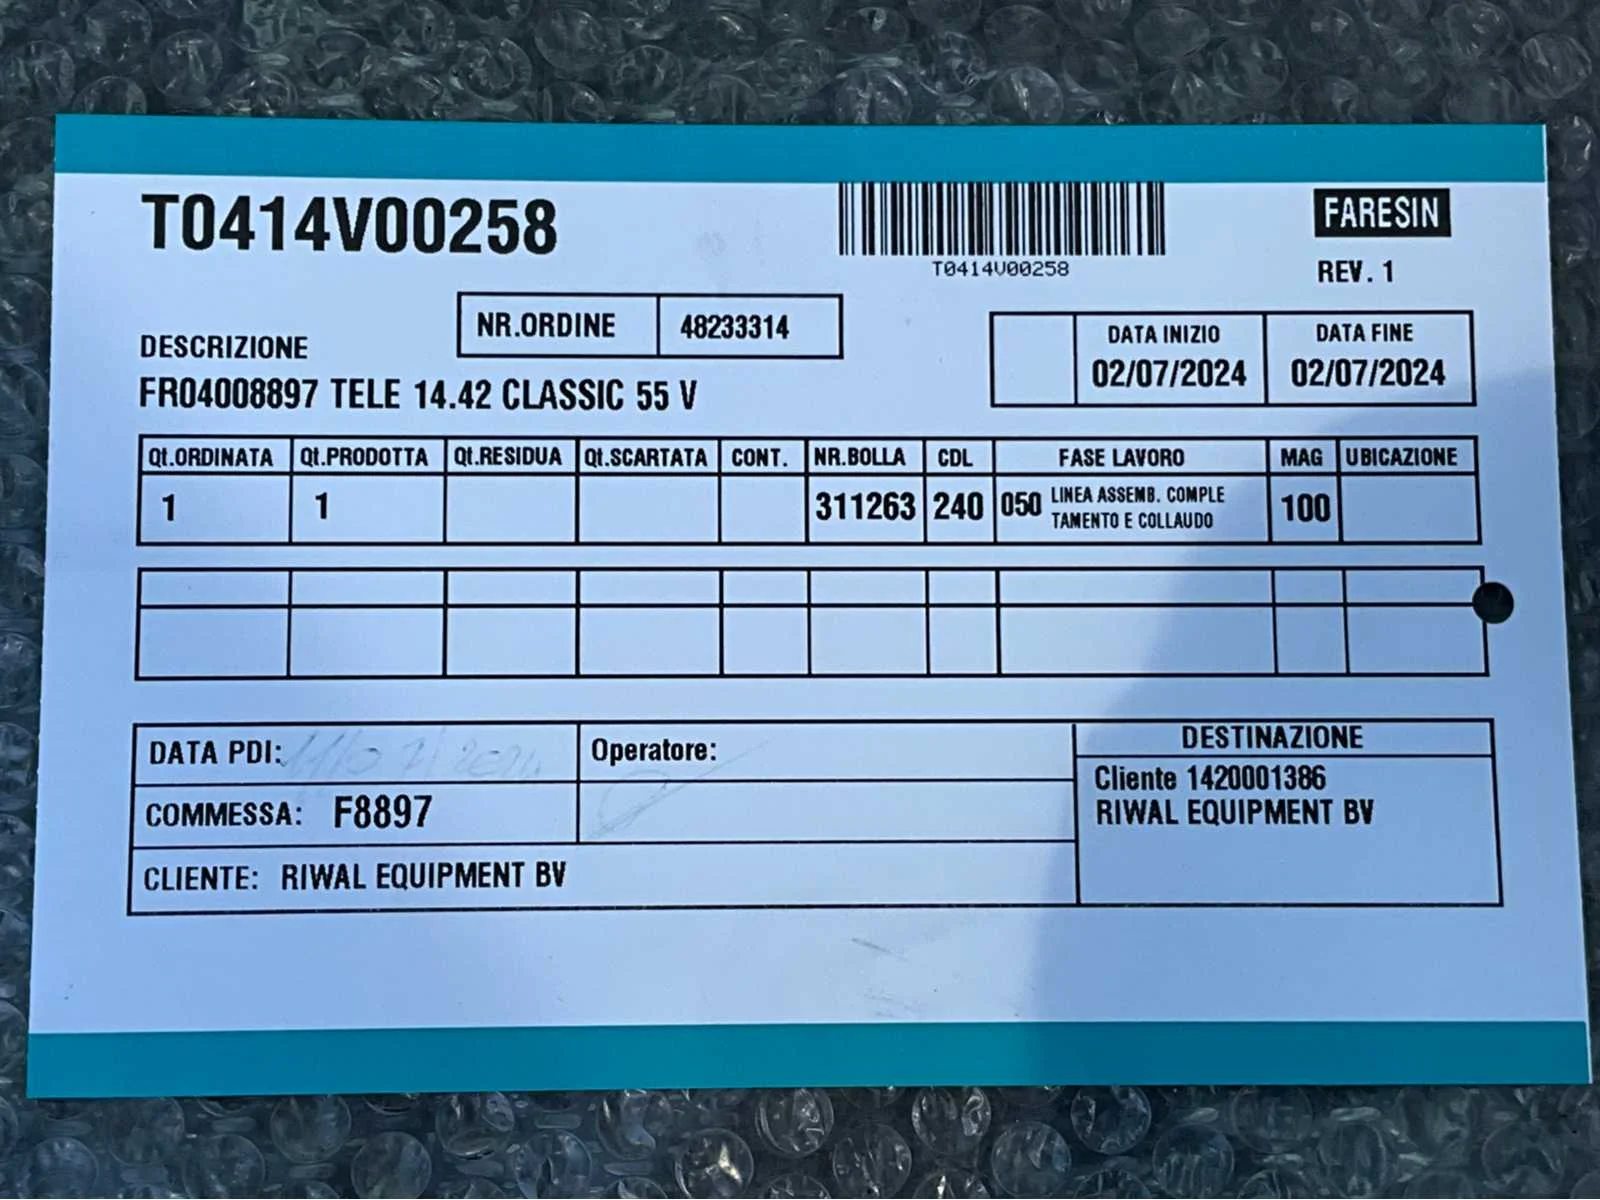 T0414V00258
T0414V00258
FARESIN
REV. 1
NR.ORDINE 48233314
DESCRIZIONE
FR04008897 TELE 14.42 CLASSIC 55 V
DATA INIZIO DATA FINE
02/07/2024 02/07/2024
Qt.ORDINATA Qt.PRODOTTA Qt.RESIDUA Qt.SCARTATA CONT. NR.BOLLA CDL FASE LAVORO MAG UBICAZIONE
1 1 311263 240 050 LINEA ASSEMB. COMPLE 100
TAMENTO E COLLAUDO
DATA PDI:
Operatore:
COMMESSA: F8897
CLIENTE: RIWAL EQUIPMENT BV
DESTINAZIONE
Cliente 1420001386
RIWAL EQUIPMENT BV